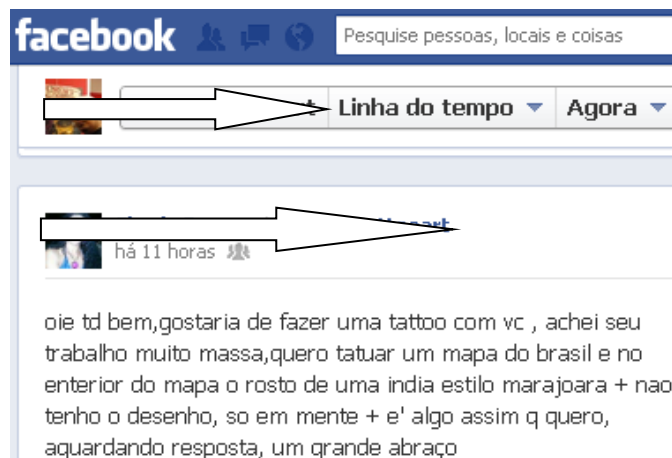 facebook Pesquise pessoas, locais e coisas
Linha do tempo Agora
há 11 horas
oie td bem,gostaria de fazer uma tattoo com vc , achei seu
trabalho muito massa,quero tatuar um mapa do brasil e no
enterior do mapa o rosto de uma india estilo marajoara + nao
tenho o desenho, so em mente + e' algo assim q quero,
aguardando resposta, um grande abraço